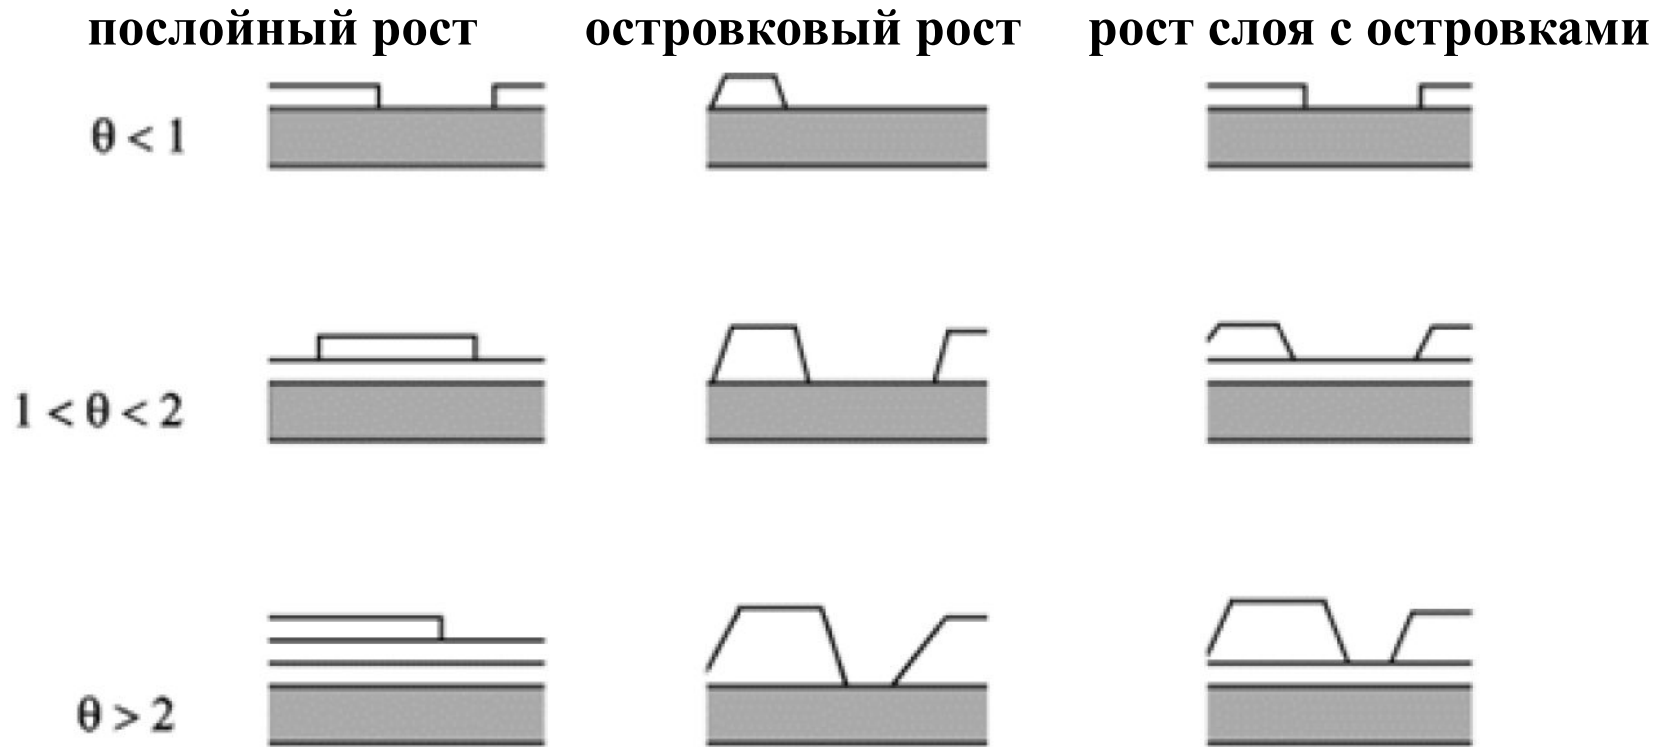 послойный рост островковый рост рост слоя с островками
θ < 1
1 < θ < 2
θ > 2